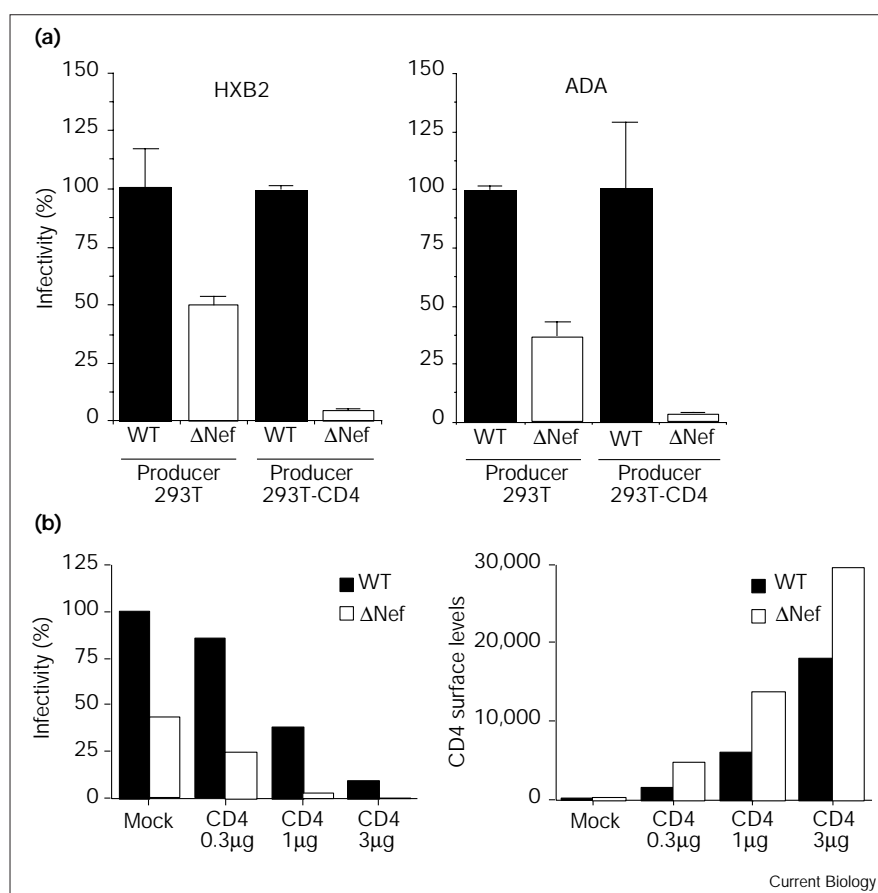 (a)
HXB2
Infectivity (%)
150
125
100
75
50
25
0
WT ΔNef WT ΔNef
Producer Producer
293T 293T-CD4
ADA
150
125
100
75
50
25
0
WT ΔNef WT ΔNef
Producer Producer
293T 293T-CD4
(b)
Infectivity (%)
125
100
75
50
25
0
WT
ΔNef
Mock CD4 CD4 CD4
0.3µg 1µg 3µg
CD4 surface levels
30,000
20,000
10,000
0
WT
ΔNef
Mock CD4 CD4 CD4
0.3µg 1µg 3µg
Current Biology